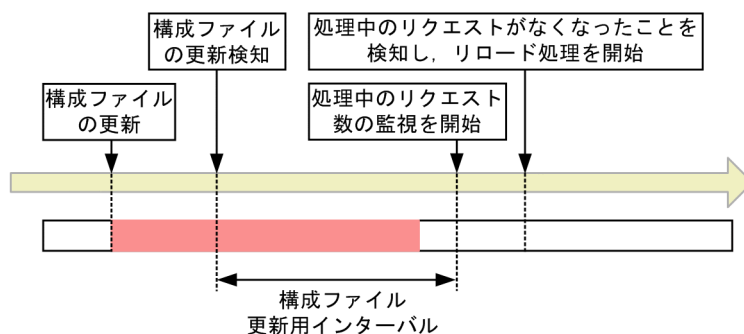 構成ファイル
の更新検知
処理中のリクエストがなくなったことを
検知し，リロード処理を開始
構成ファイル
の更新
処理中のリクエスト
数の監視を開始
構成ファイル
更新用インターバル